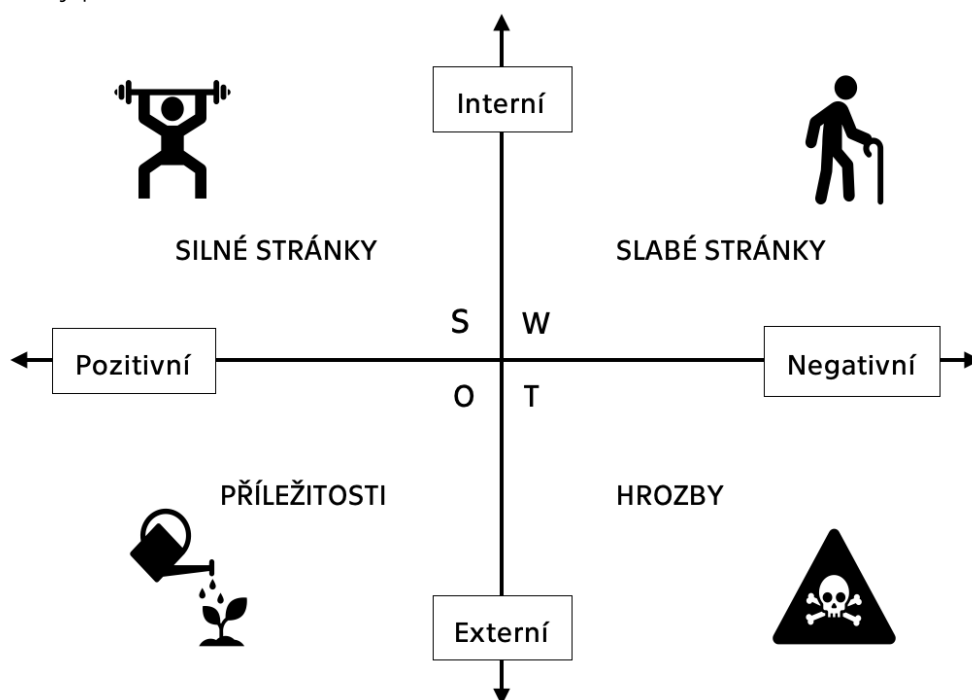 Interní
SILNÉ STRÁNKY
SLABÉ STRÁNKY
S W
Pozitivní
Negativní
O T
PŘÍLEŽITOSTI
HROZBY
Externí